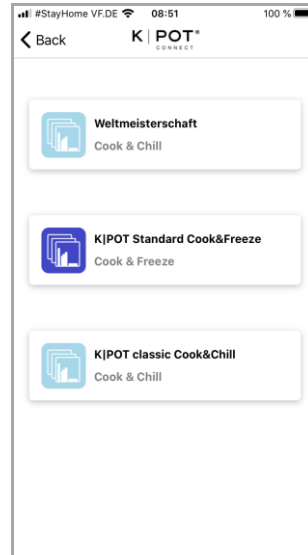 #StayHome VF.DE 08:51 100 %
Back K|POT®
CONNECT
Weltmeisterschaft
Cook & Chill
K|POT Standard Cook&Freeze
Cook & Freeze
K|POT classic Cook&Chill
Cook & Chill